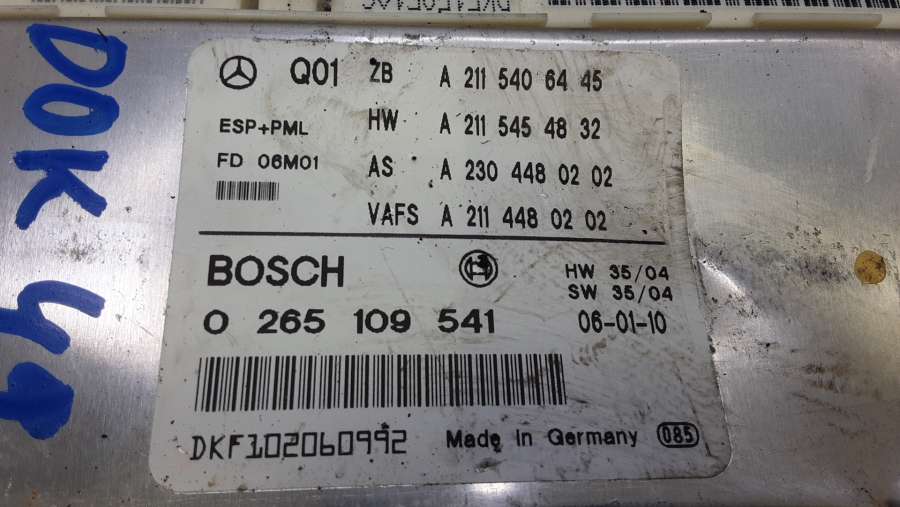 Q01 ZB A 211 540 64 45
ESP+PML HW A 211 545 48 32
FD 06M01 AS A 230 448 02 02
VAFS A 211 448 02 02
BOSCH HW 35/04
SW 35/04
0 265 109 541 06-01-10
DKF102060992 Made in Germany 085
DOK